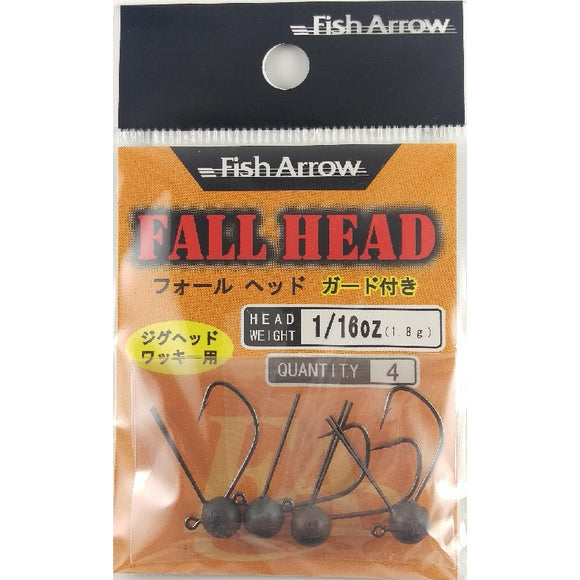 Fish Arrow
Fish Arrow
FALL HEAD
フォール ヘッド ガード付き
HEAD WEIGHT 1/16oz(1.8g)
ジグヘッド
ワッキー用
QUANTITY 4